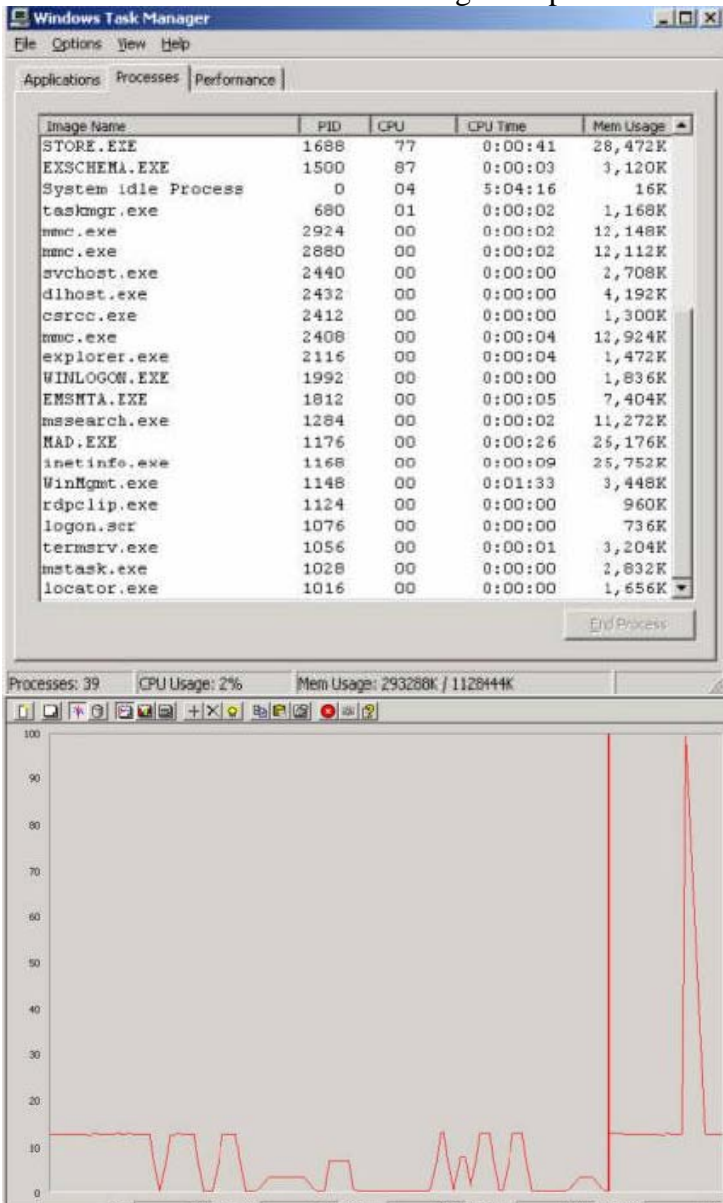 Windows Task Manager
File Options View Help
Applications Processes Performance
Image Name PID CPU CPU Time Mem Usage
STORE.EXE 1688 77 0:00:41 28,472K
EXSCHEMA.EXE 1500 87 0:00:03 3,120K
System idle Process 0 04 5:04:16 16K
taskmgr.exe 680 01 0:00:02 1,168K
mmc.exe 2924 00 0:00:02 12,148K
mmc.exe 2880 00 0:00:02 12,112K
svchost.exe 2440 00 0:00:00 2,708K
dlhost.exe 2432 00 0:00:00 4,192K
csrcc.exe 2412 00 0:00:00 1,300K
mmc.exe 2408 00 0:00:04 12,924K
explorer.exe 2116 00 0:00:04 1,472K
WINLOGON.EXE 1992 00 0:00:00 1,836K
EMSMTA.EXE 1812 00 0:00:05 7,404K
mssearch.exe 1284 00 0:00:02 11,272K
MAD.EXE 1176 00 0:00:26 26,176K
inetinfo.exe 1168 00 0:00:09 25,752K
WinMgmt.exe 1148 00 0:01:33 3,448K
rdpclip.exe 1124 00 0:00:00 960K
logon.scr 1076 00 0:00:00 736K
termsrv.exe 1056 00 0:00:01 3,204K
mstask.exe 1028 00 0:00:00 2,832K
locator.exe 1016 00 0:00:00 1,656K
End Process
Processes: 39 CPU Usage: 2% Mem Usage: 293288K / 1128444K
100
90
80
70
60
50
40
30
20
10
0